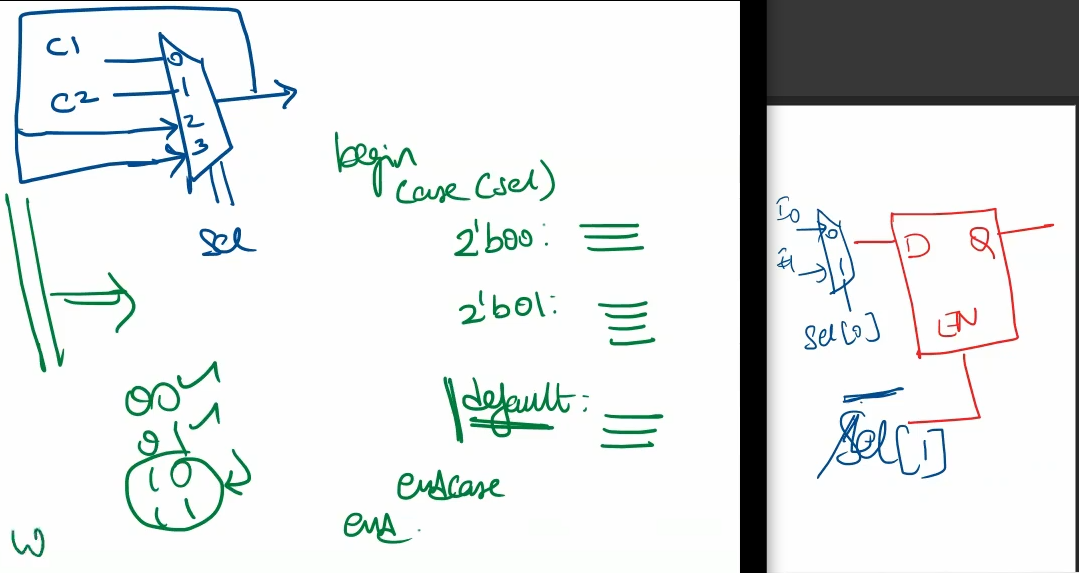 C1
C2
0
1
2
3
Sel
begin
case (sel)
2'b00:
2'b01:
default:
endcase
end
00
01
10
11
W
I0
0
1
Sel[0]
D Q
EN
Sel[1]